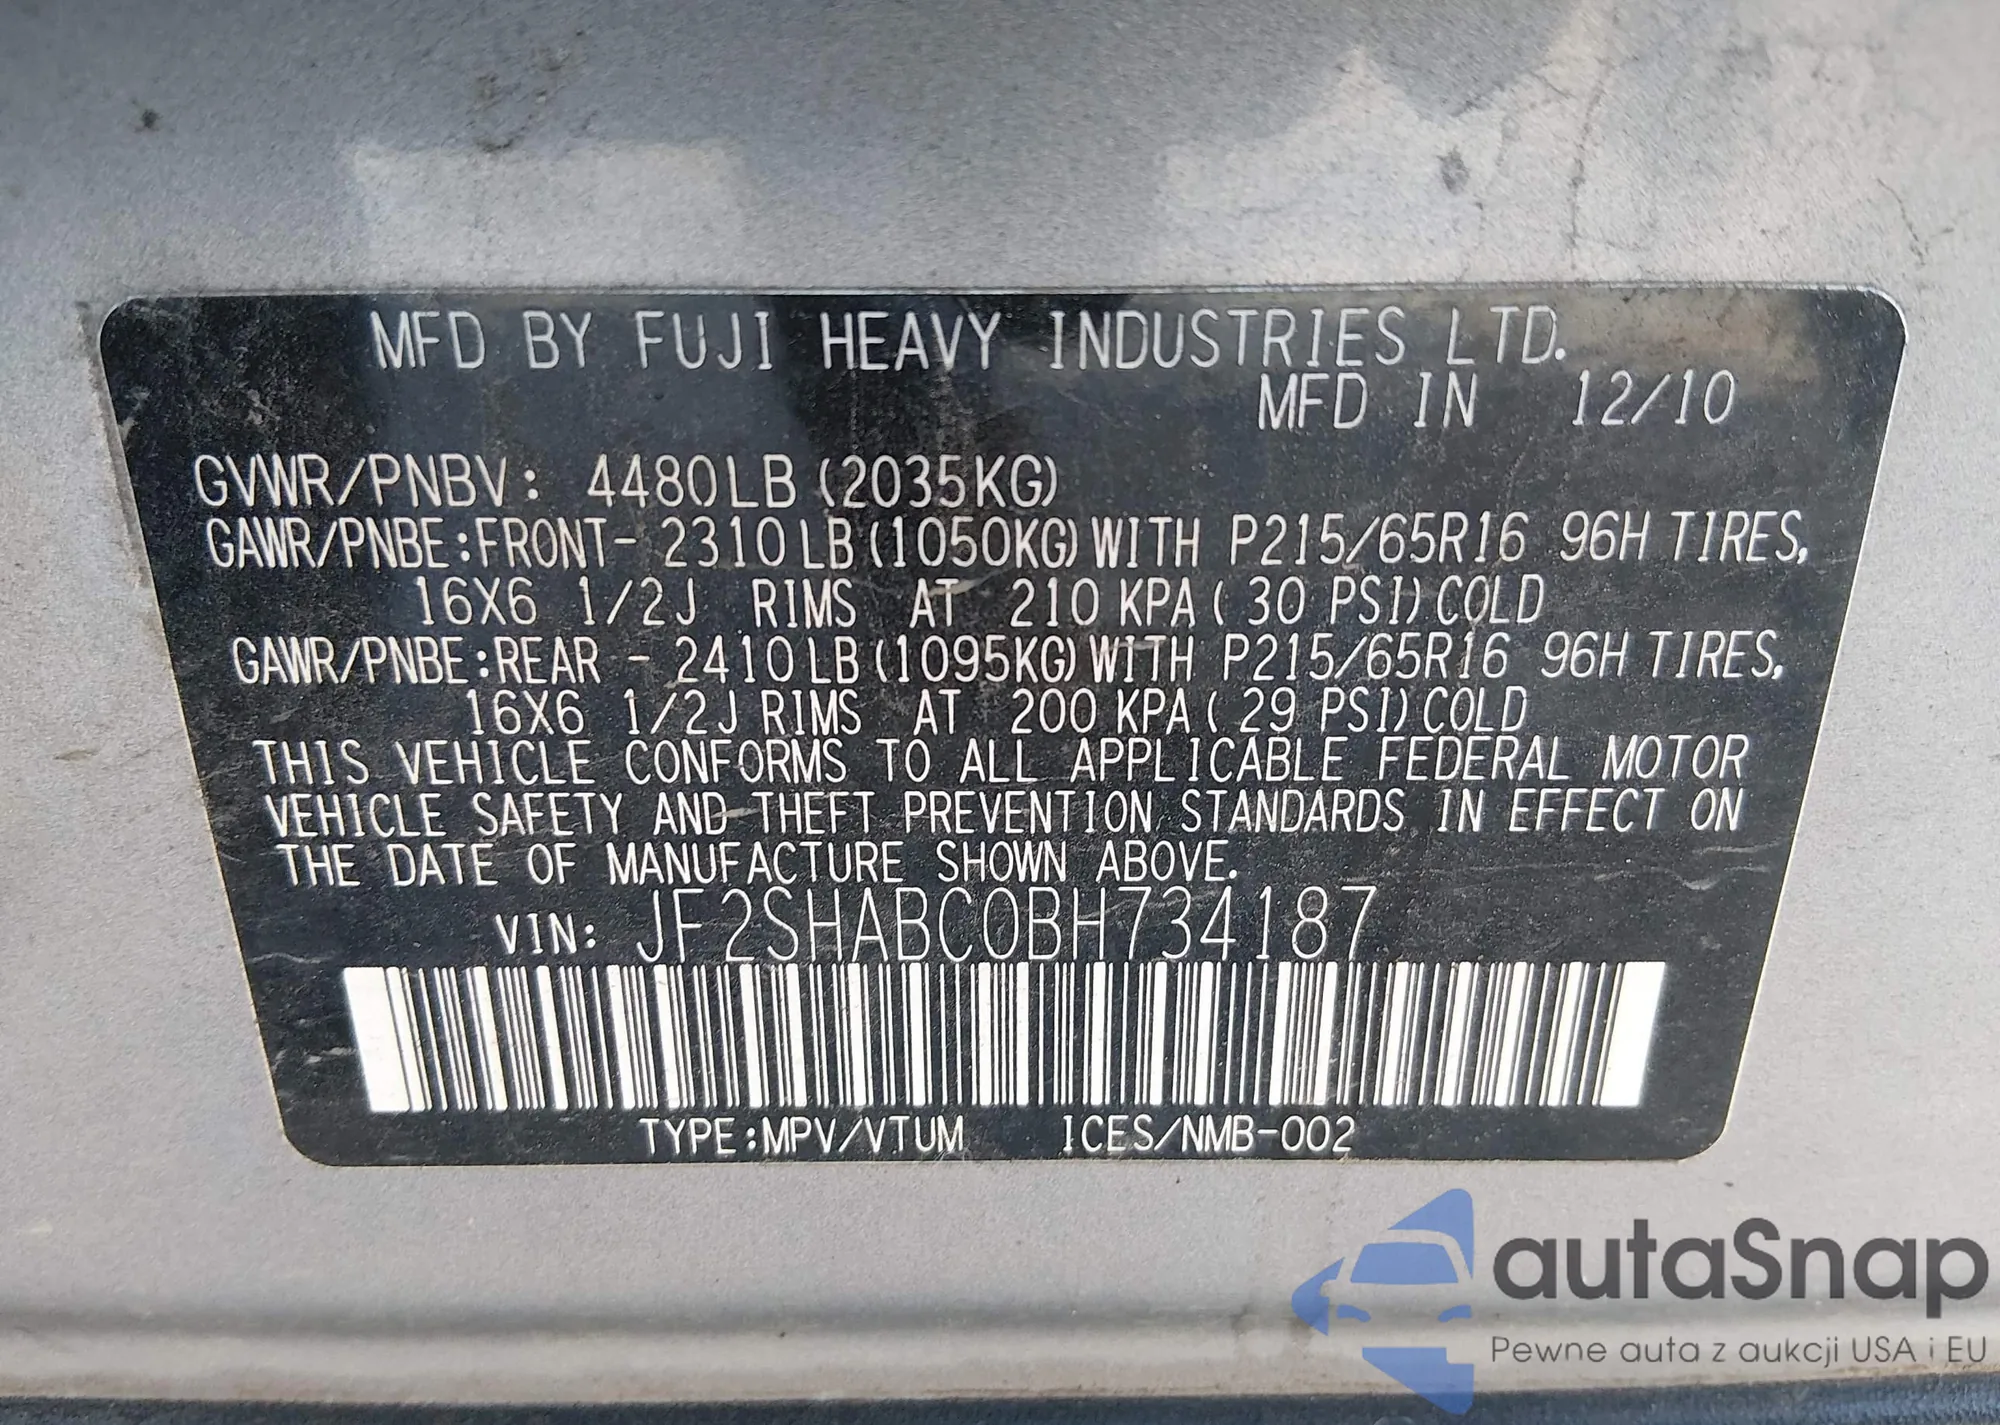 MFD BY FUJI HEAVY INDUSTRIES LTD.
MFD IN 12/10
GVWR/PNBV: 4480LB (2035KG)
GAWR/PNBE:FRONT- 2310LB(1050KG)WITH P215/65R16 96H TIRES,
16X6 1/2J RIMS AT 210 KPA( 30 PSI)COLD
GAWR/PNBE:REAR - 2410LB(1095KG)WITH P215/65R16 96H TIRES,
16X6 1/2J RIMS AT 200 KPA( 29 PSI)COLD
THIS VEHICLE CONFORMS TO ALL APPLICABLE FEDERAL MOTOR
VEHICLE SAFETY AND THEFT PREVENTION STANDARDS IN EFFECT ON
THE DATE OF MANUFACTURE SHOWN ABOVE.
VIN: JF2SHABC0BH734187
TYPE:MPV/VTUM ICES/NMB-002
autaSnap
Pewne auta z aukcji USA i EU